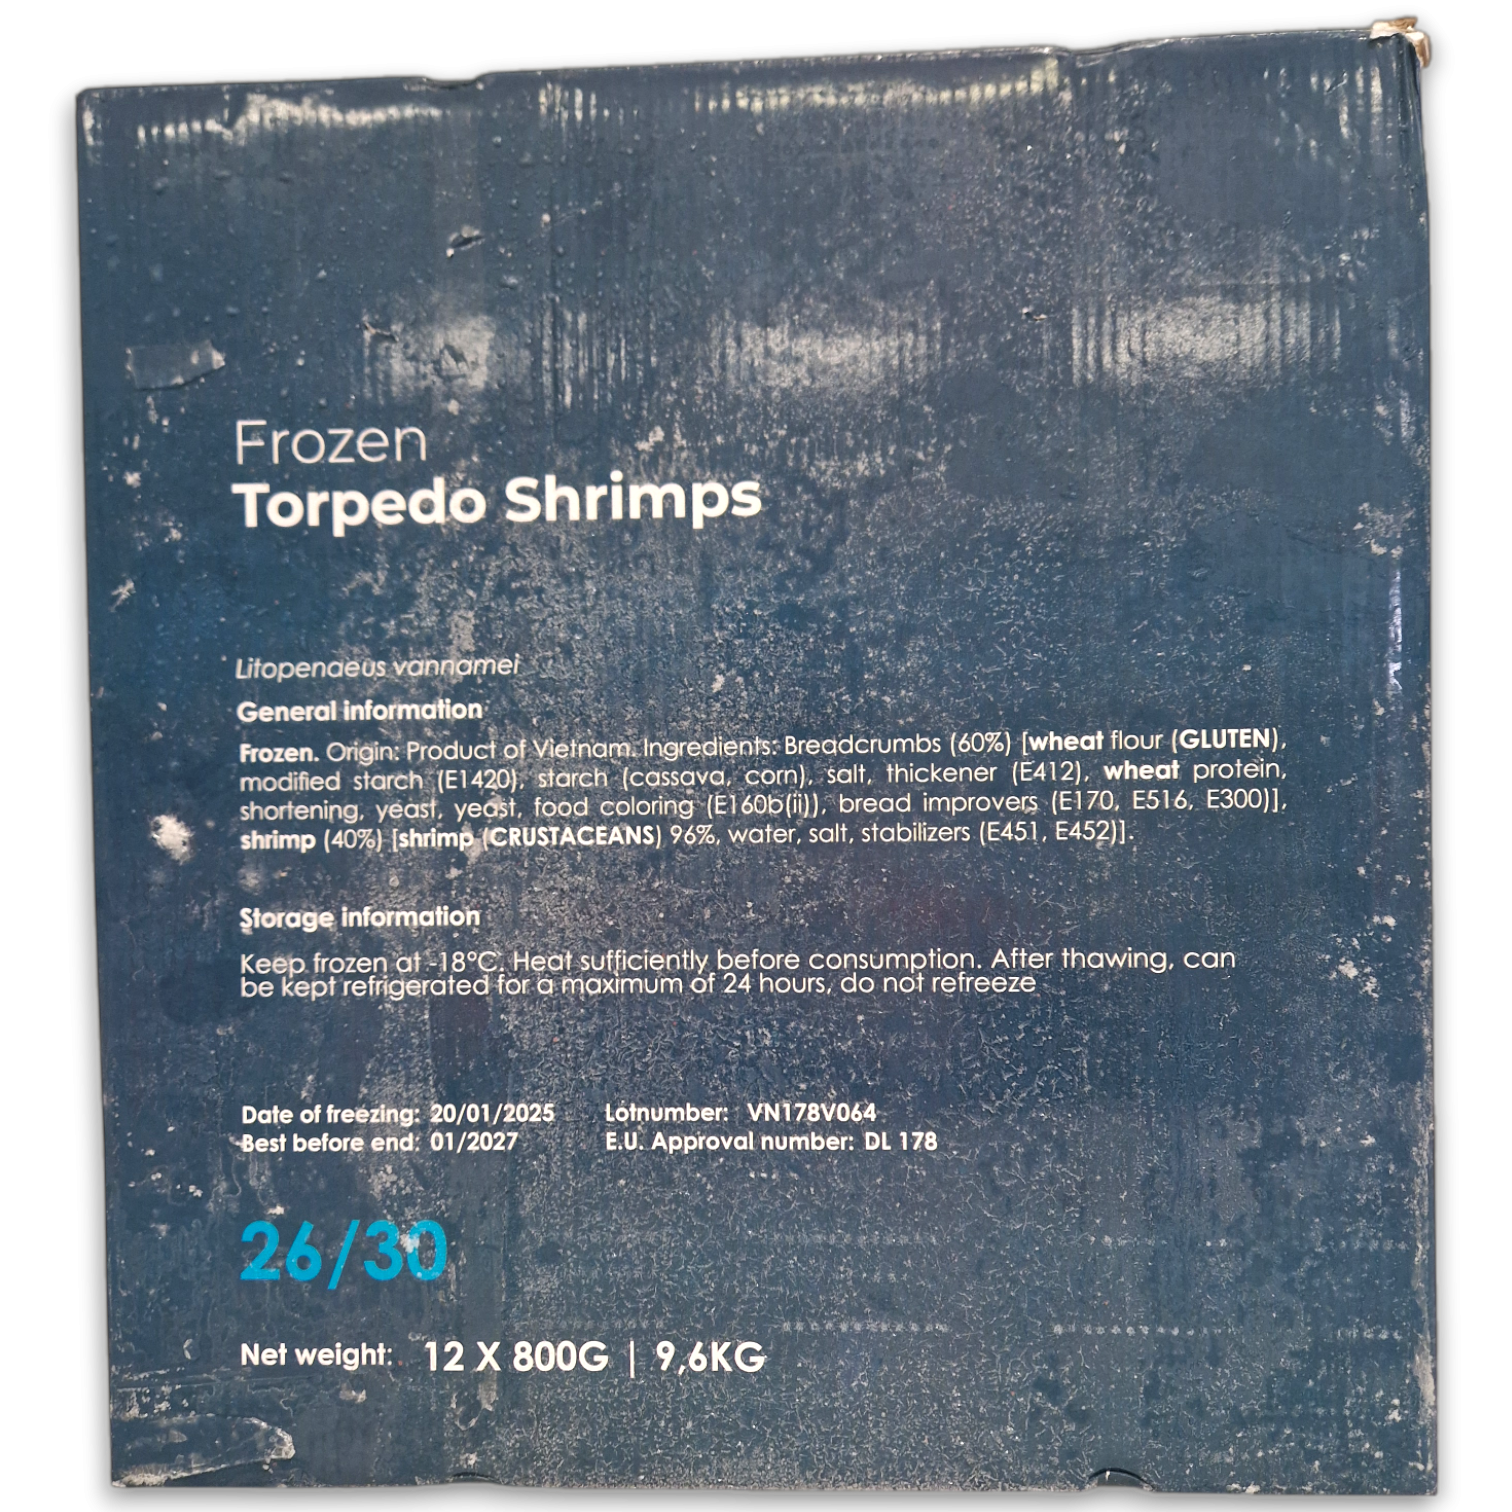 Frozen
Torpedo Shrimps
Litopenaeus vannamei
General information
Frozen. Origin: Product of Vietnam. Ingredients: Breadcrumbs (60%) [wheat flour (GLUTEN),
modified starch (E1420), starch (cassava, corn), salt, thickener (E412), wheat protein,
shortening, yeast, yeast, food coloring (E160b(ii)), bread improvers (E170, E516, E300)],
shrimp (40%) [shrimp (CRUSTACEANS) 96%, water, salt, stabilizers (E451, E452)].
Storage information
Keep frozen at -18°C. Heat sufficiently before consumption. After thawing, can
be kept refrigerated for a maximum of 24 hours, do not refreeze
Date of freezing: 20/01/2025 Lotnumber: VN178V064
Best before end: 01/2027 E.U. Approval number: DL 178
26/30
Net weight: 12 X 800G | 9,6KG